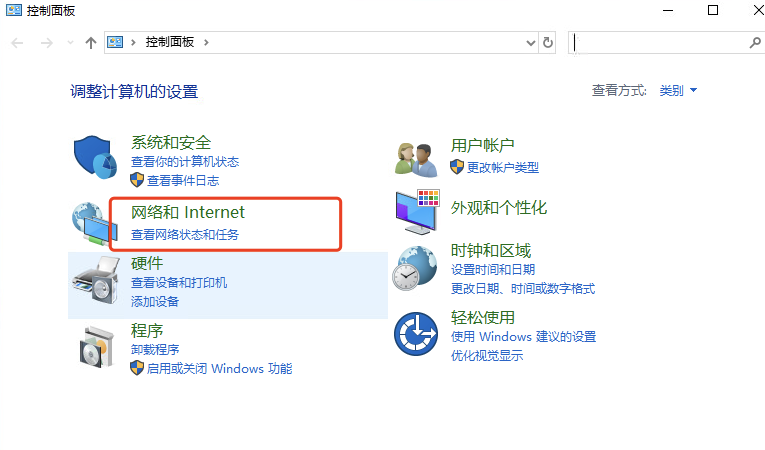 控制面板
控制面板
调整计算机的设置
查看方式: 类别
系统和安全
查看你的计算机状态
查看事件日志
网络和 Internet
查看网络状态和任务
硬件
查看设备和打印机
添加设备
程序
卸载程序
启用或关闭 Windows 功能
用户帐户
更改帐户类型
外观和个性化
时钟和区域
设置时间和日期
更改日期、时间或数字格式
轻松使用
使用 Windows 建议的设置
优化视觉显示